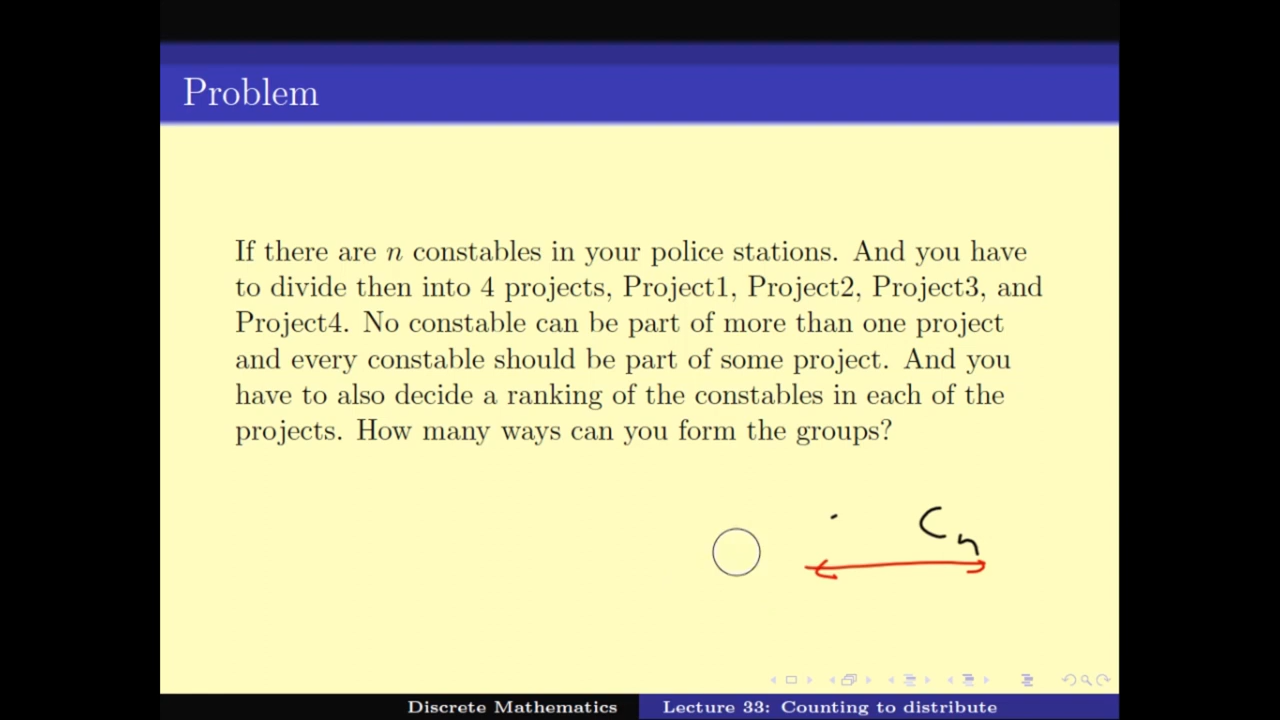 Problem
If there are n constables in your police stations. And you have
to divide then into 4 projects, Project1, Project2, Project3, and
Project4. No constable can be part of more than one project
and every constable should be part of some project. And you
have to also decide a ranking of the constables in each of the
projects. How many ways can you form the groups?
Cn
Discrete Mathematics Lecture 33: Counting to distribute